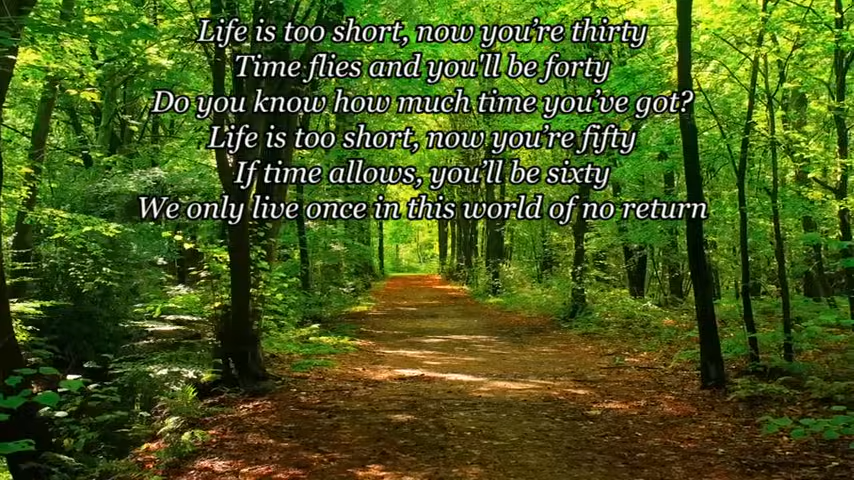 Life is too short, now you’re thirty
Time flies and you'll be forty
Do you know how much time you’ve got?
Life is too short, now you’re fifty
If time allows, you’ll be sixty
We only live once in this world of no return